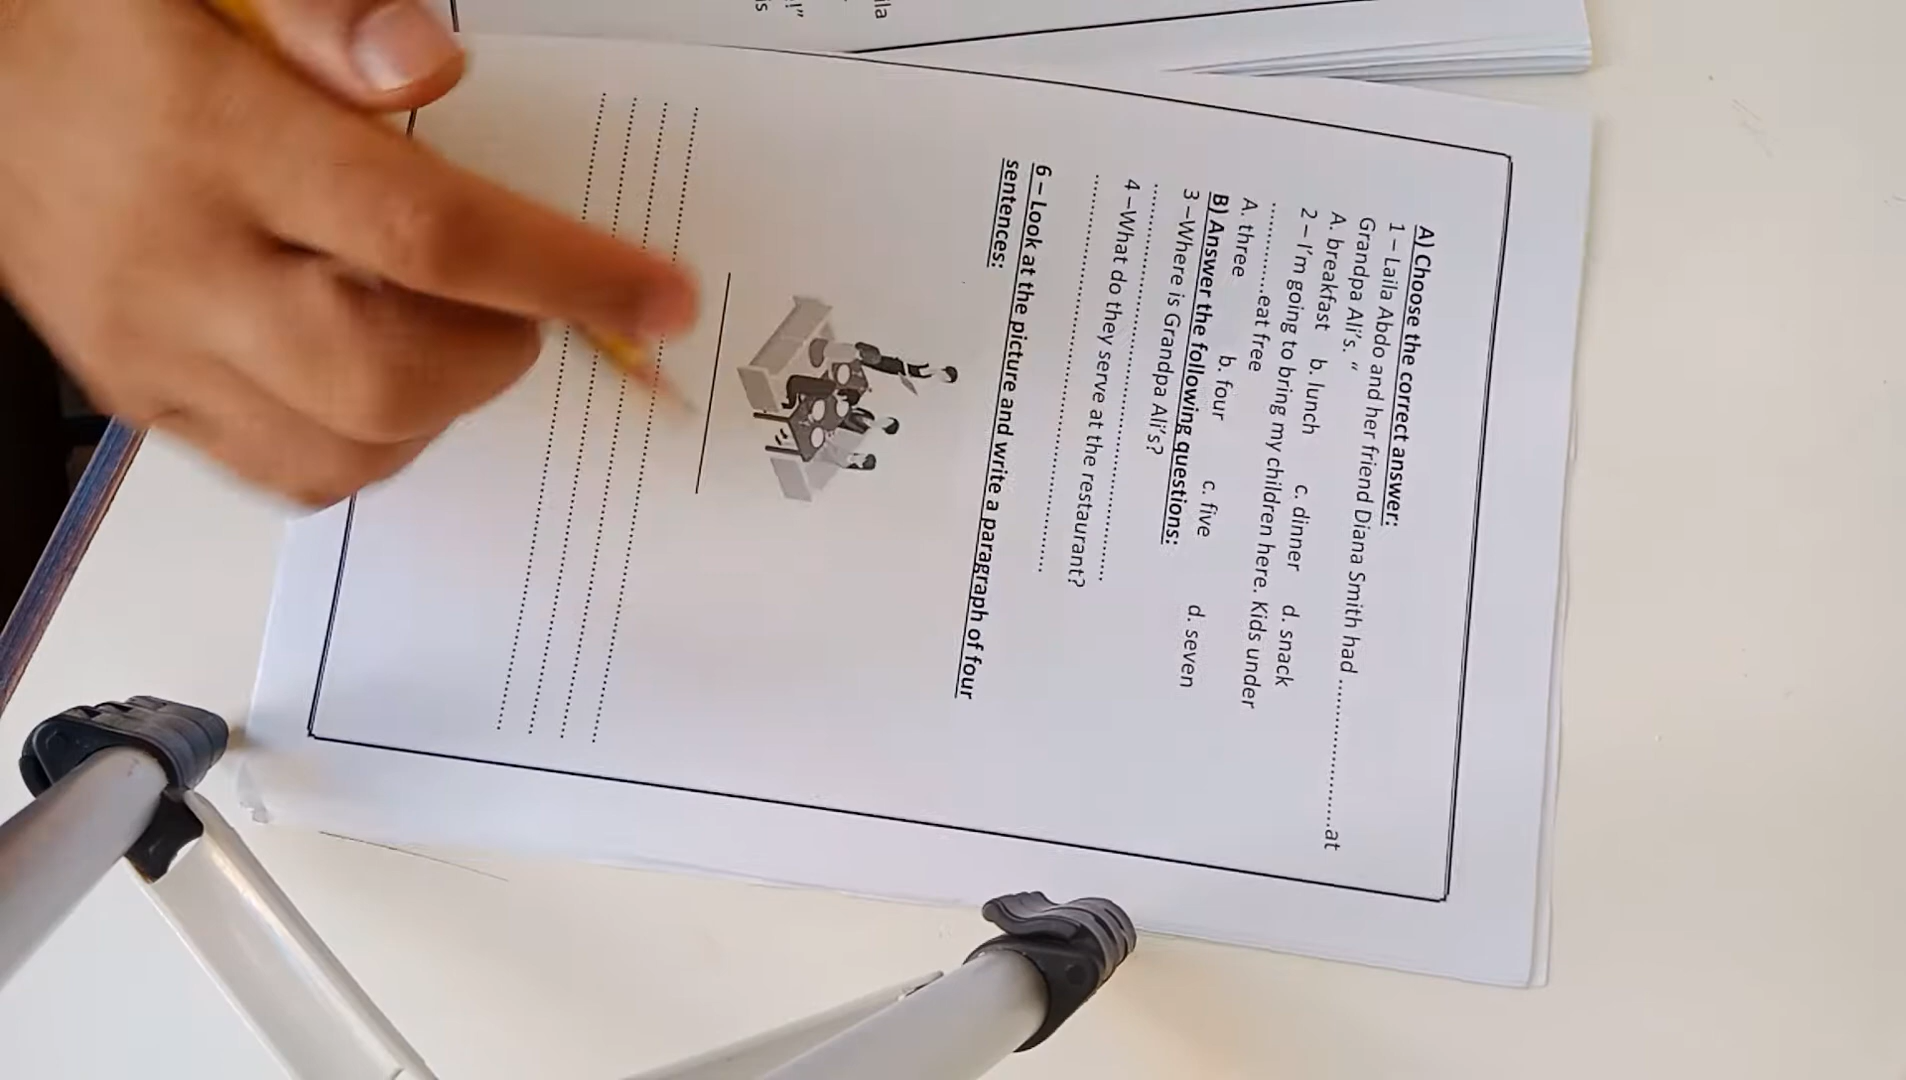 A) Choose the correct answer:
1 – Laila Abdo and her friend Diana Smith had ........................at
Grandpa Ali's. "
A. breakfast b. lunch c. dinner d. snack
2 – I'm going to bring my children here. Kids under
..............eat free
A. three b. four c. five d. seven
B) Answer the following questions:
3 –Where is Grandpa Ali's?
................................................................
4 –What do they serve at the restaurant?
................................................................
6 – Look at the picture and write a paragraph of four
sentences:
ila
!"
is